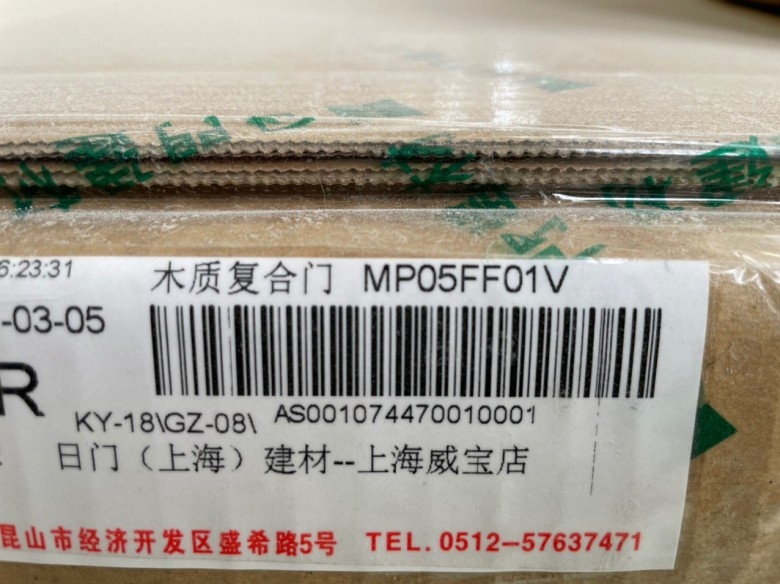 6:23:31
木质复合门 MP05FF01V
-03-05
R
KY-18\GZ-08\ AS001074470010001
日门（上海）建材--上海威宝店
昆山市经济开发区盛希路5号 TEL.0512-57637471